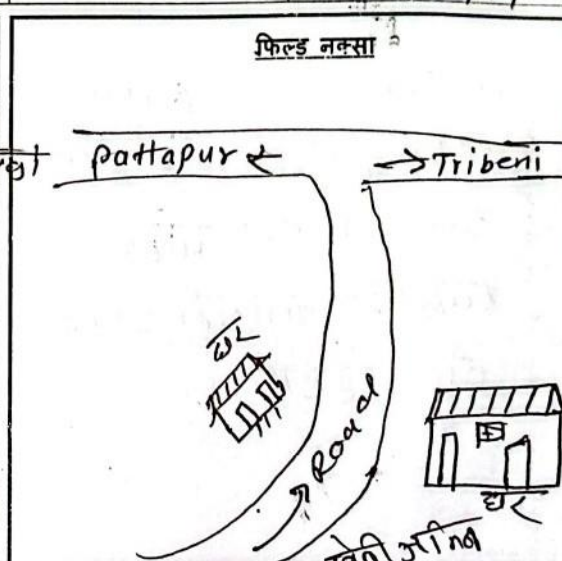 फिल्ड नक्सा
pattapur ← → Tribeni
घर
Road
घर